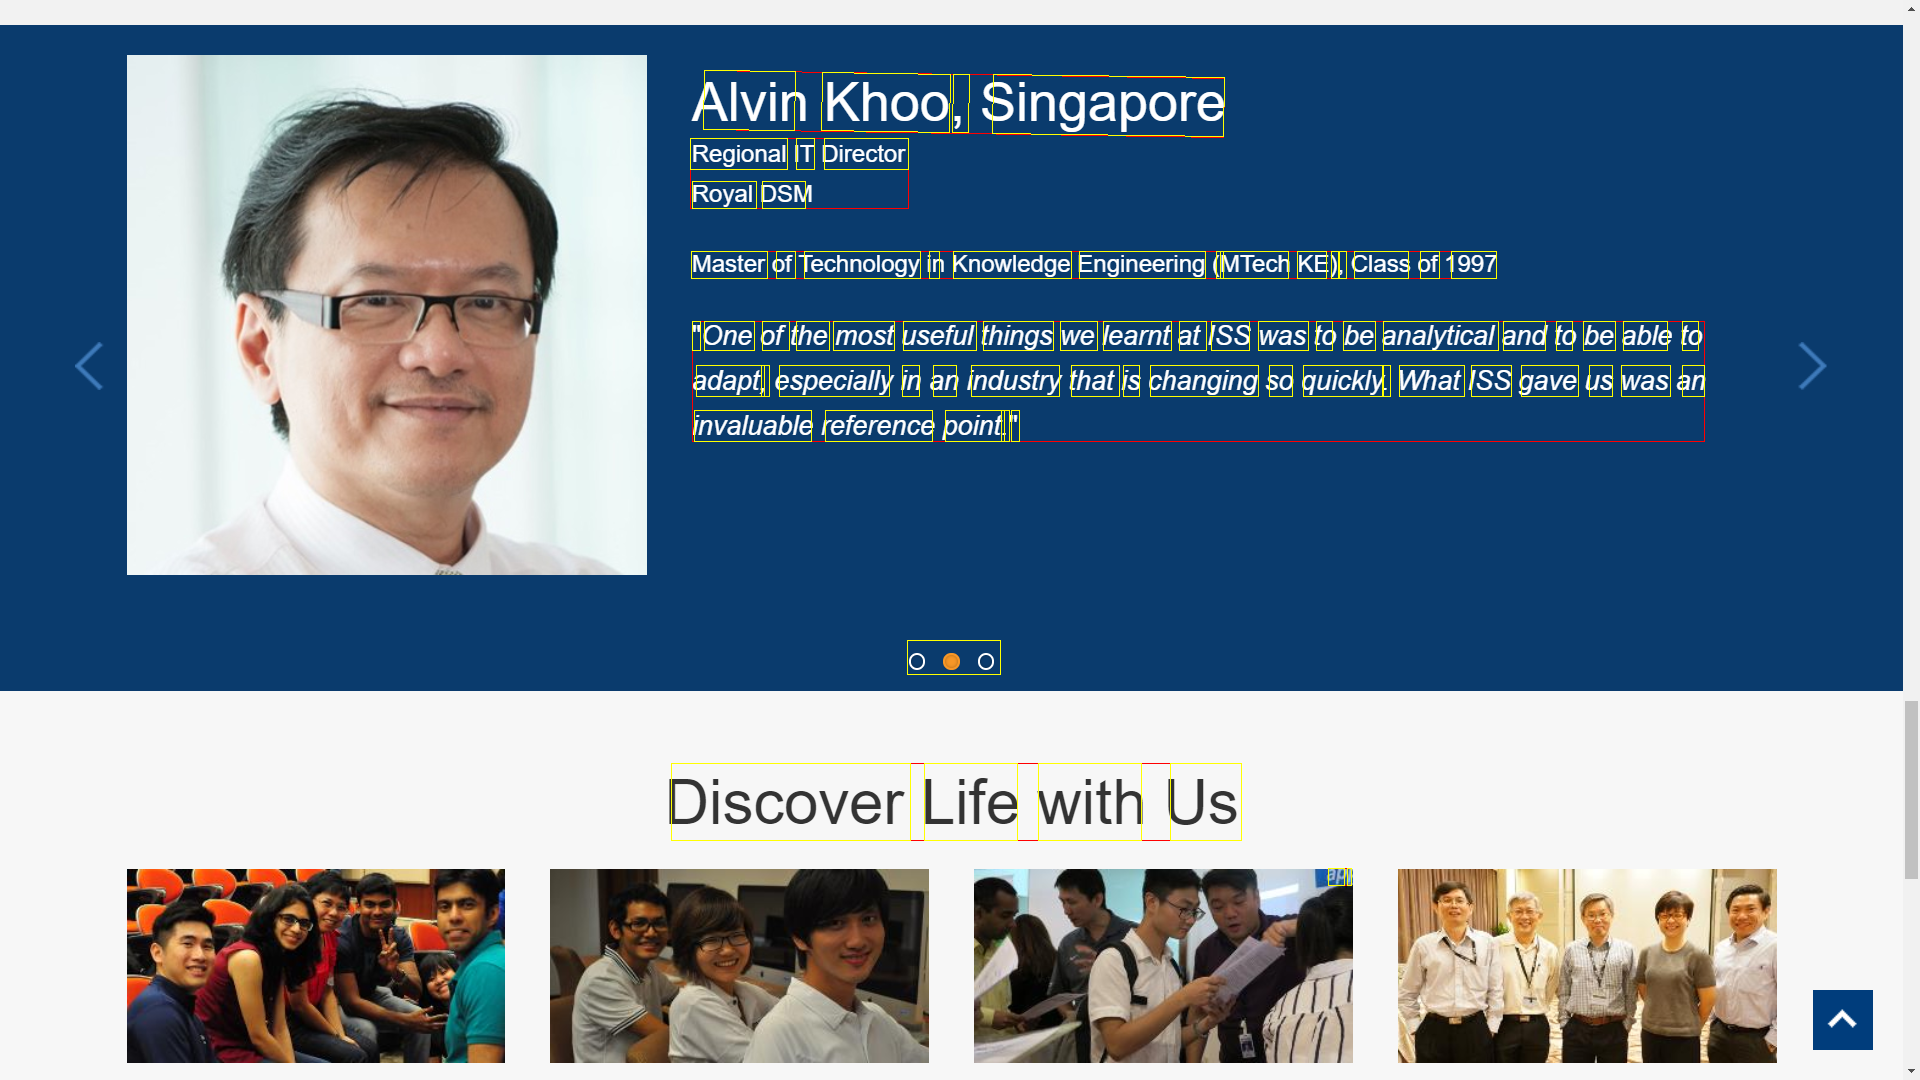 Alvin Khoo, Singapore
Regional IT Director
Royal DSM
Master of Technology in Knowledge Engineering (MTech KE), Class of 1997
"One of the most useful things we learnt at ISS was to be analytical and to be able to
adapt, especially in an industry that is changing so quickly. What ISS gave us was an
invaluable reference point."
Discover Life with Us